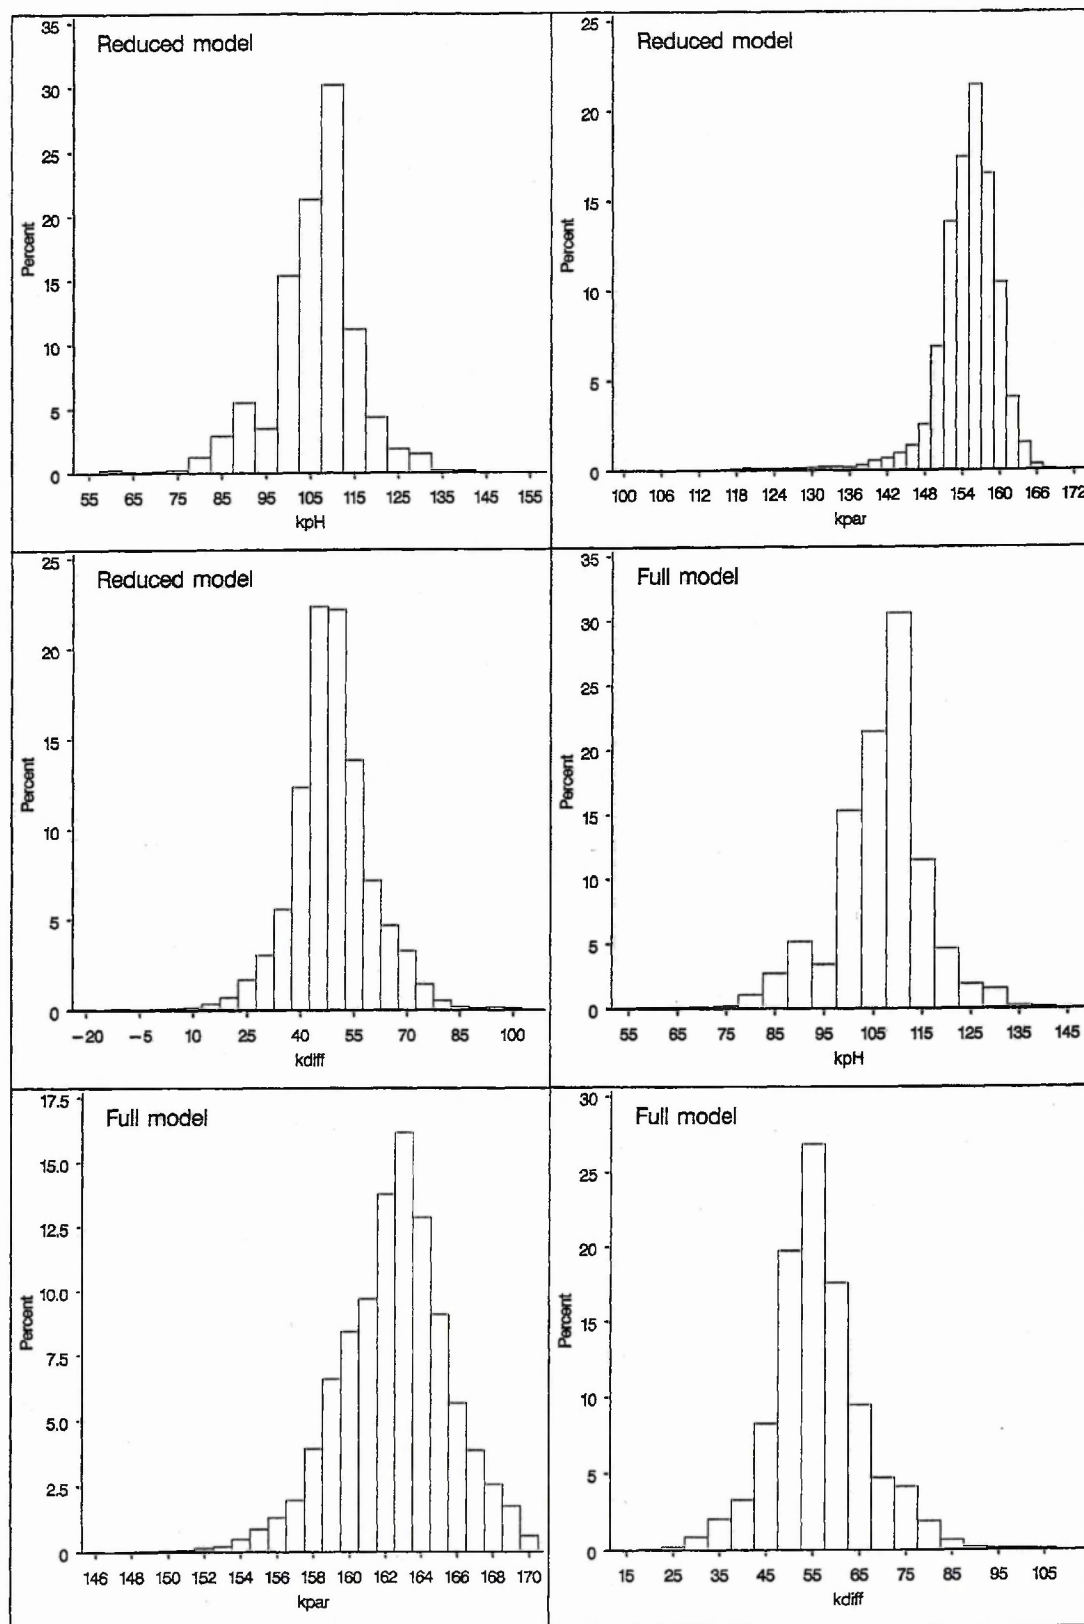 Reduced model
35
30
25
20
15
10
5
0
Percent
55 65 75 85 95 105 115 125 135 145 155
kpH
Reduced model
25
20
15
10
5
0
Percent
100 106 112 118 124 130 136 142 148 154 160 166 172
kpar
Reduced model
25
20
15
10
5
0
Percent
−20 −5 10 25 40 55 70 85 100
kdiff
Full model
35
30
25
20
15
10
5
0
Percent
55 65 75 85 95 105 115 125 135 145
kpH
Full model
17.5
15.0
12.5
10.0
7.5
5.0
2.5
0
Percent
146 148 150 152 154 156 158 160 162 164 166 168 170
kpar
Full model
30
25
20
15
10
5
0
Percent
15 25 35 45 55 65 75 85 95 105
kdiff